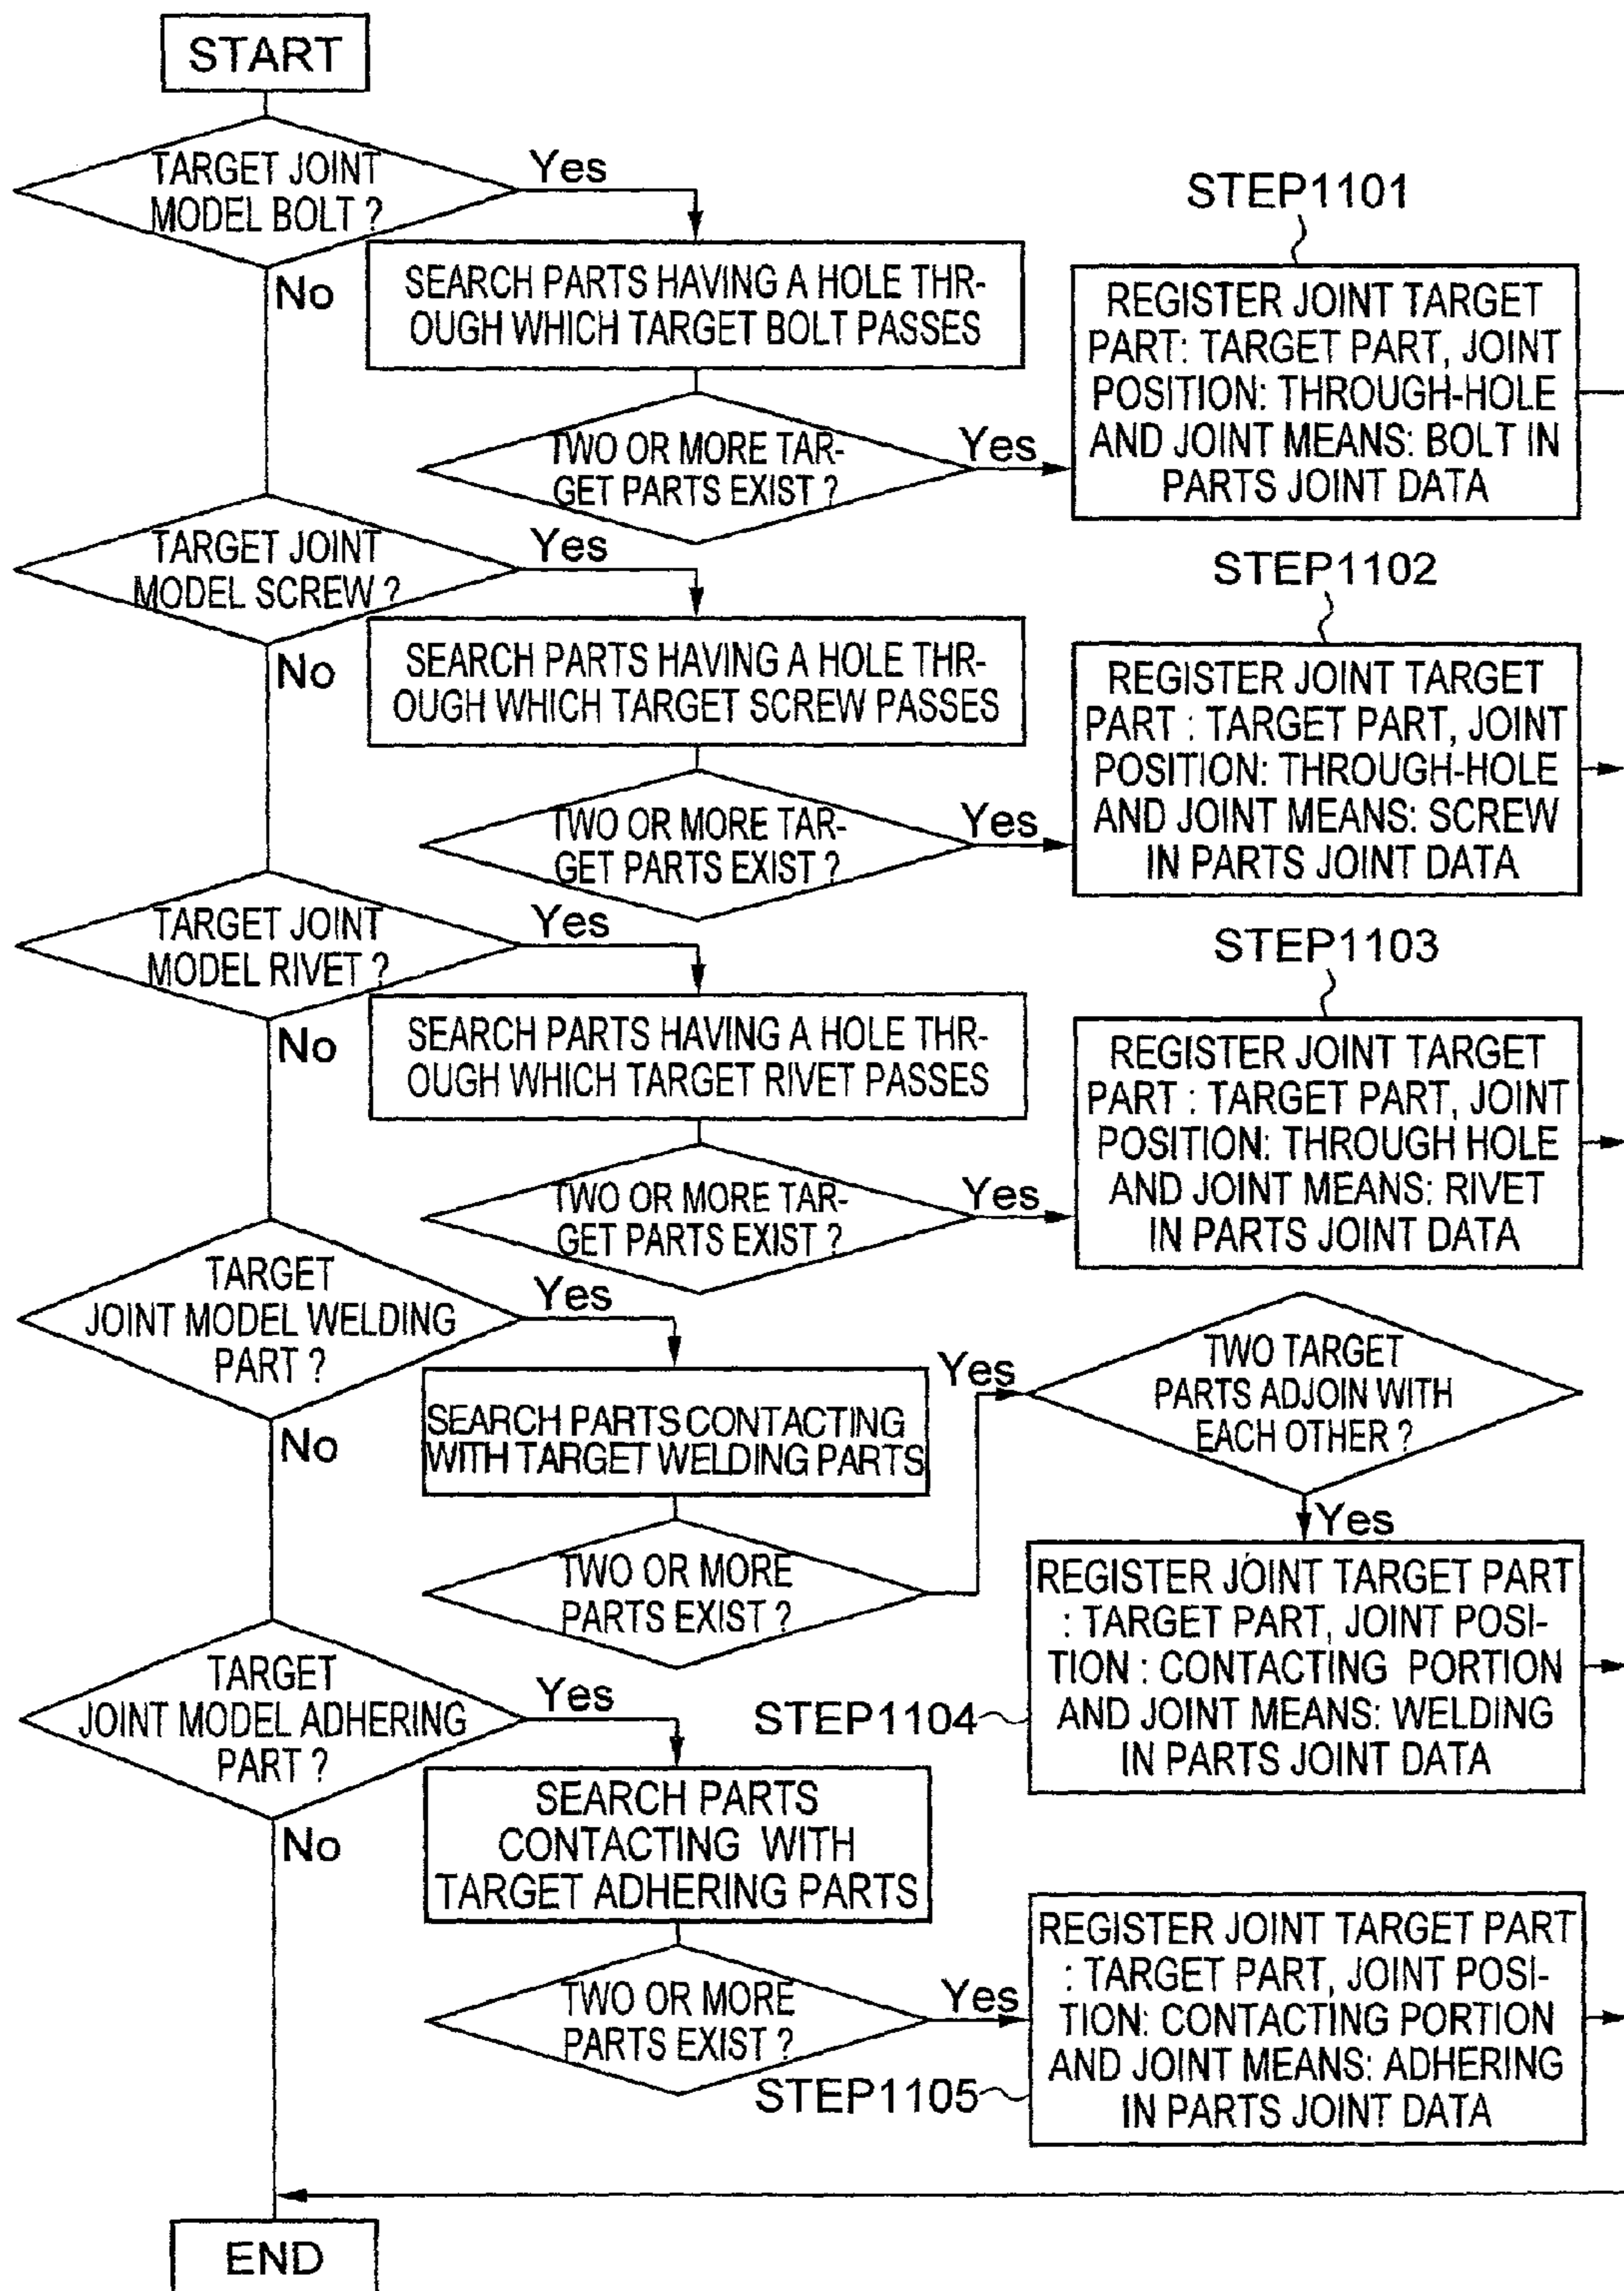 START
TARGET JOINT
MODEL BOLT ?
Yes
No
SEARCH PARTS HAVING A HOLE THR-
OUGH WHICH TARGET BOLT PASSES
TWO OR MORE TAR-
GET PARTS EXIST ?
Yes
STEP1101
REGISTER JOINT TARGET
PART: TARGET PART, JOINT
POSITION: THROUGH-HOLE
AND JOINT MEANS: BOLT IN
PARTS JOINT DATA
TARGET JOINT
MODEL SCREW ?
Yes
No
SEARCH PARTS HAVING A HOLE THR-
OUGH WHICH TARGET SCREW PASSES
TWO OR MORE TAR-
GET PARTS EXIST ?
Yes
STEP1102
REGISTER JOINT TARGET
PART : TARGET PART, JOINT
POSITION: THROUGH-HOLE
AND JOINT MEANS: SCREW
IN PARTS JOINT DATA
TARGET JOINT
MODEL RIVET ?
Yes
No
SEARCH PARTS HAVING A HOLE THR-
OUGH WHICH TARGET RIVET PASSES
TWO OR MORE TAR-
GET PARTS EXIST ?
Yes
STEP1103
REGISTER JOINT TARGET
PART : TARGET PART, JOINT
POSITION: THROUGH HOLE
AND JOINT MEANS: RIVET
IN PARTS JOINT DATA
TARGET
JOINT MODEL WELDING
PART ?
Yes
No
SEARCH PARTS CONTACTING
WITH TARGET WELDING PARTS
TWO OR MORE
PARTS EXIST ?
Yes
TWO TARGET
PARTS ADJOIN WITH
EACH OTHER ?
Yes
REGISTER JOINT TARGET PART
: TARGET PART, JOINT POSI-
TION : CONTACTING PORTION
AND JOINT MEANS: WELDING
IN PARTS JOINT DATA
STEP1104
TARGET
JOINT MODEL ADHERING
PART ?
Yes
No
SEARCH PARTS
CONTACTING WITH
TARGET ADHERING PARTS
TWO OR MORE
PARTS EXIST ?
Yes
REGISTER JOINT TARGET PART
: TARGET PART, JOINT POSI-
TION: CONTACTING PORTION
AND JOINT MEANS: ADHERING
IN PARTS JOINT DATA
STEP1105
END